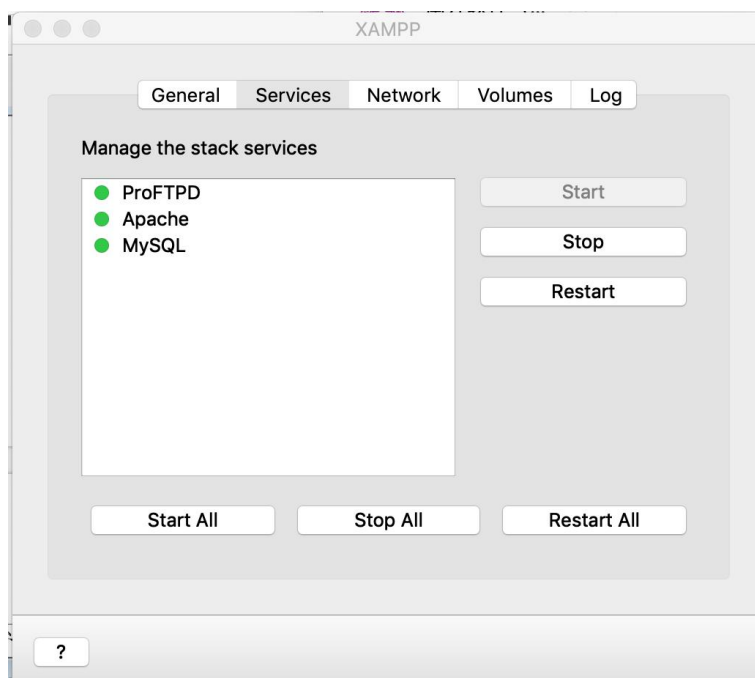 XAMPP
General Services Network Volumes Log
Manage the stack services
ProFTPD
Apache
MySQL
Start
Stop
Restart
Start All Stop All Restart All
?